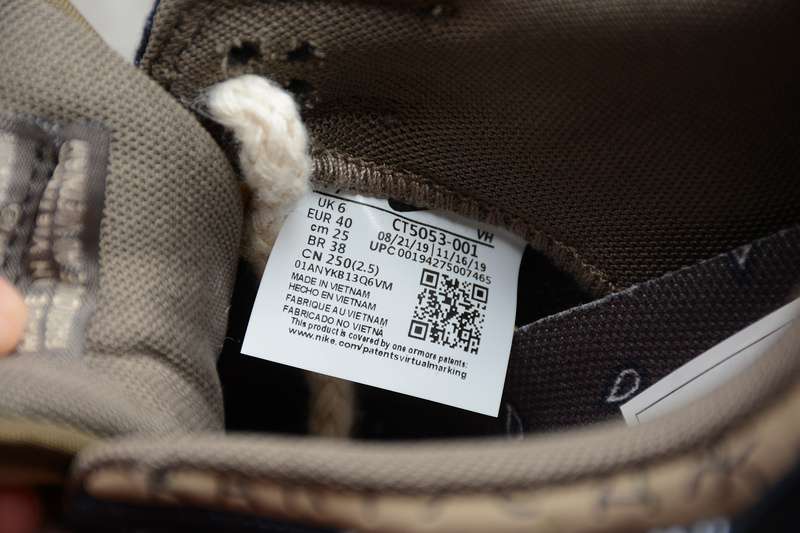 UK 6
EUR 40
cm 25
BR 38
CN 250(2.5)
01ANYKB13Q6VM
MADE IN VIETNAM
HECHO EN VIETNAM
FABRIQUE AU VIETNAM
FABRICADO NO VIETNA
This product is covered by one or more patents:
www.nike.com/patentsvirtualmarking
CT5053-001
VH
08/21/19 11/16/19
UPC 00194275007465